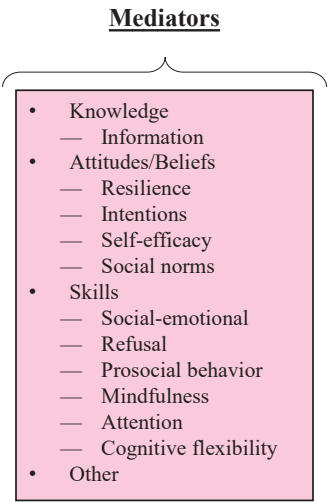 Mediators
• Knowledge
— Information
• Attitudes/Beliefs
— Resilience
— Intentions
— Self-efficacy
— Social norms
• Skills
— Social-emotional
— Refusal
— Prosocial behavior
— Mindfulness
— Attention
— Cognitive flexibility
• Other